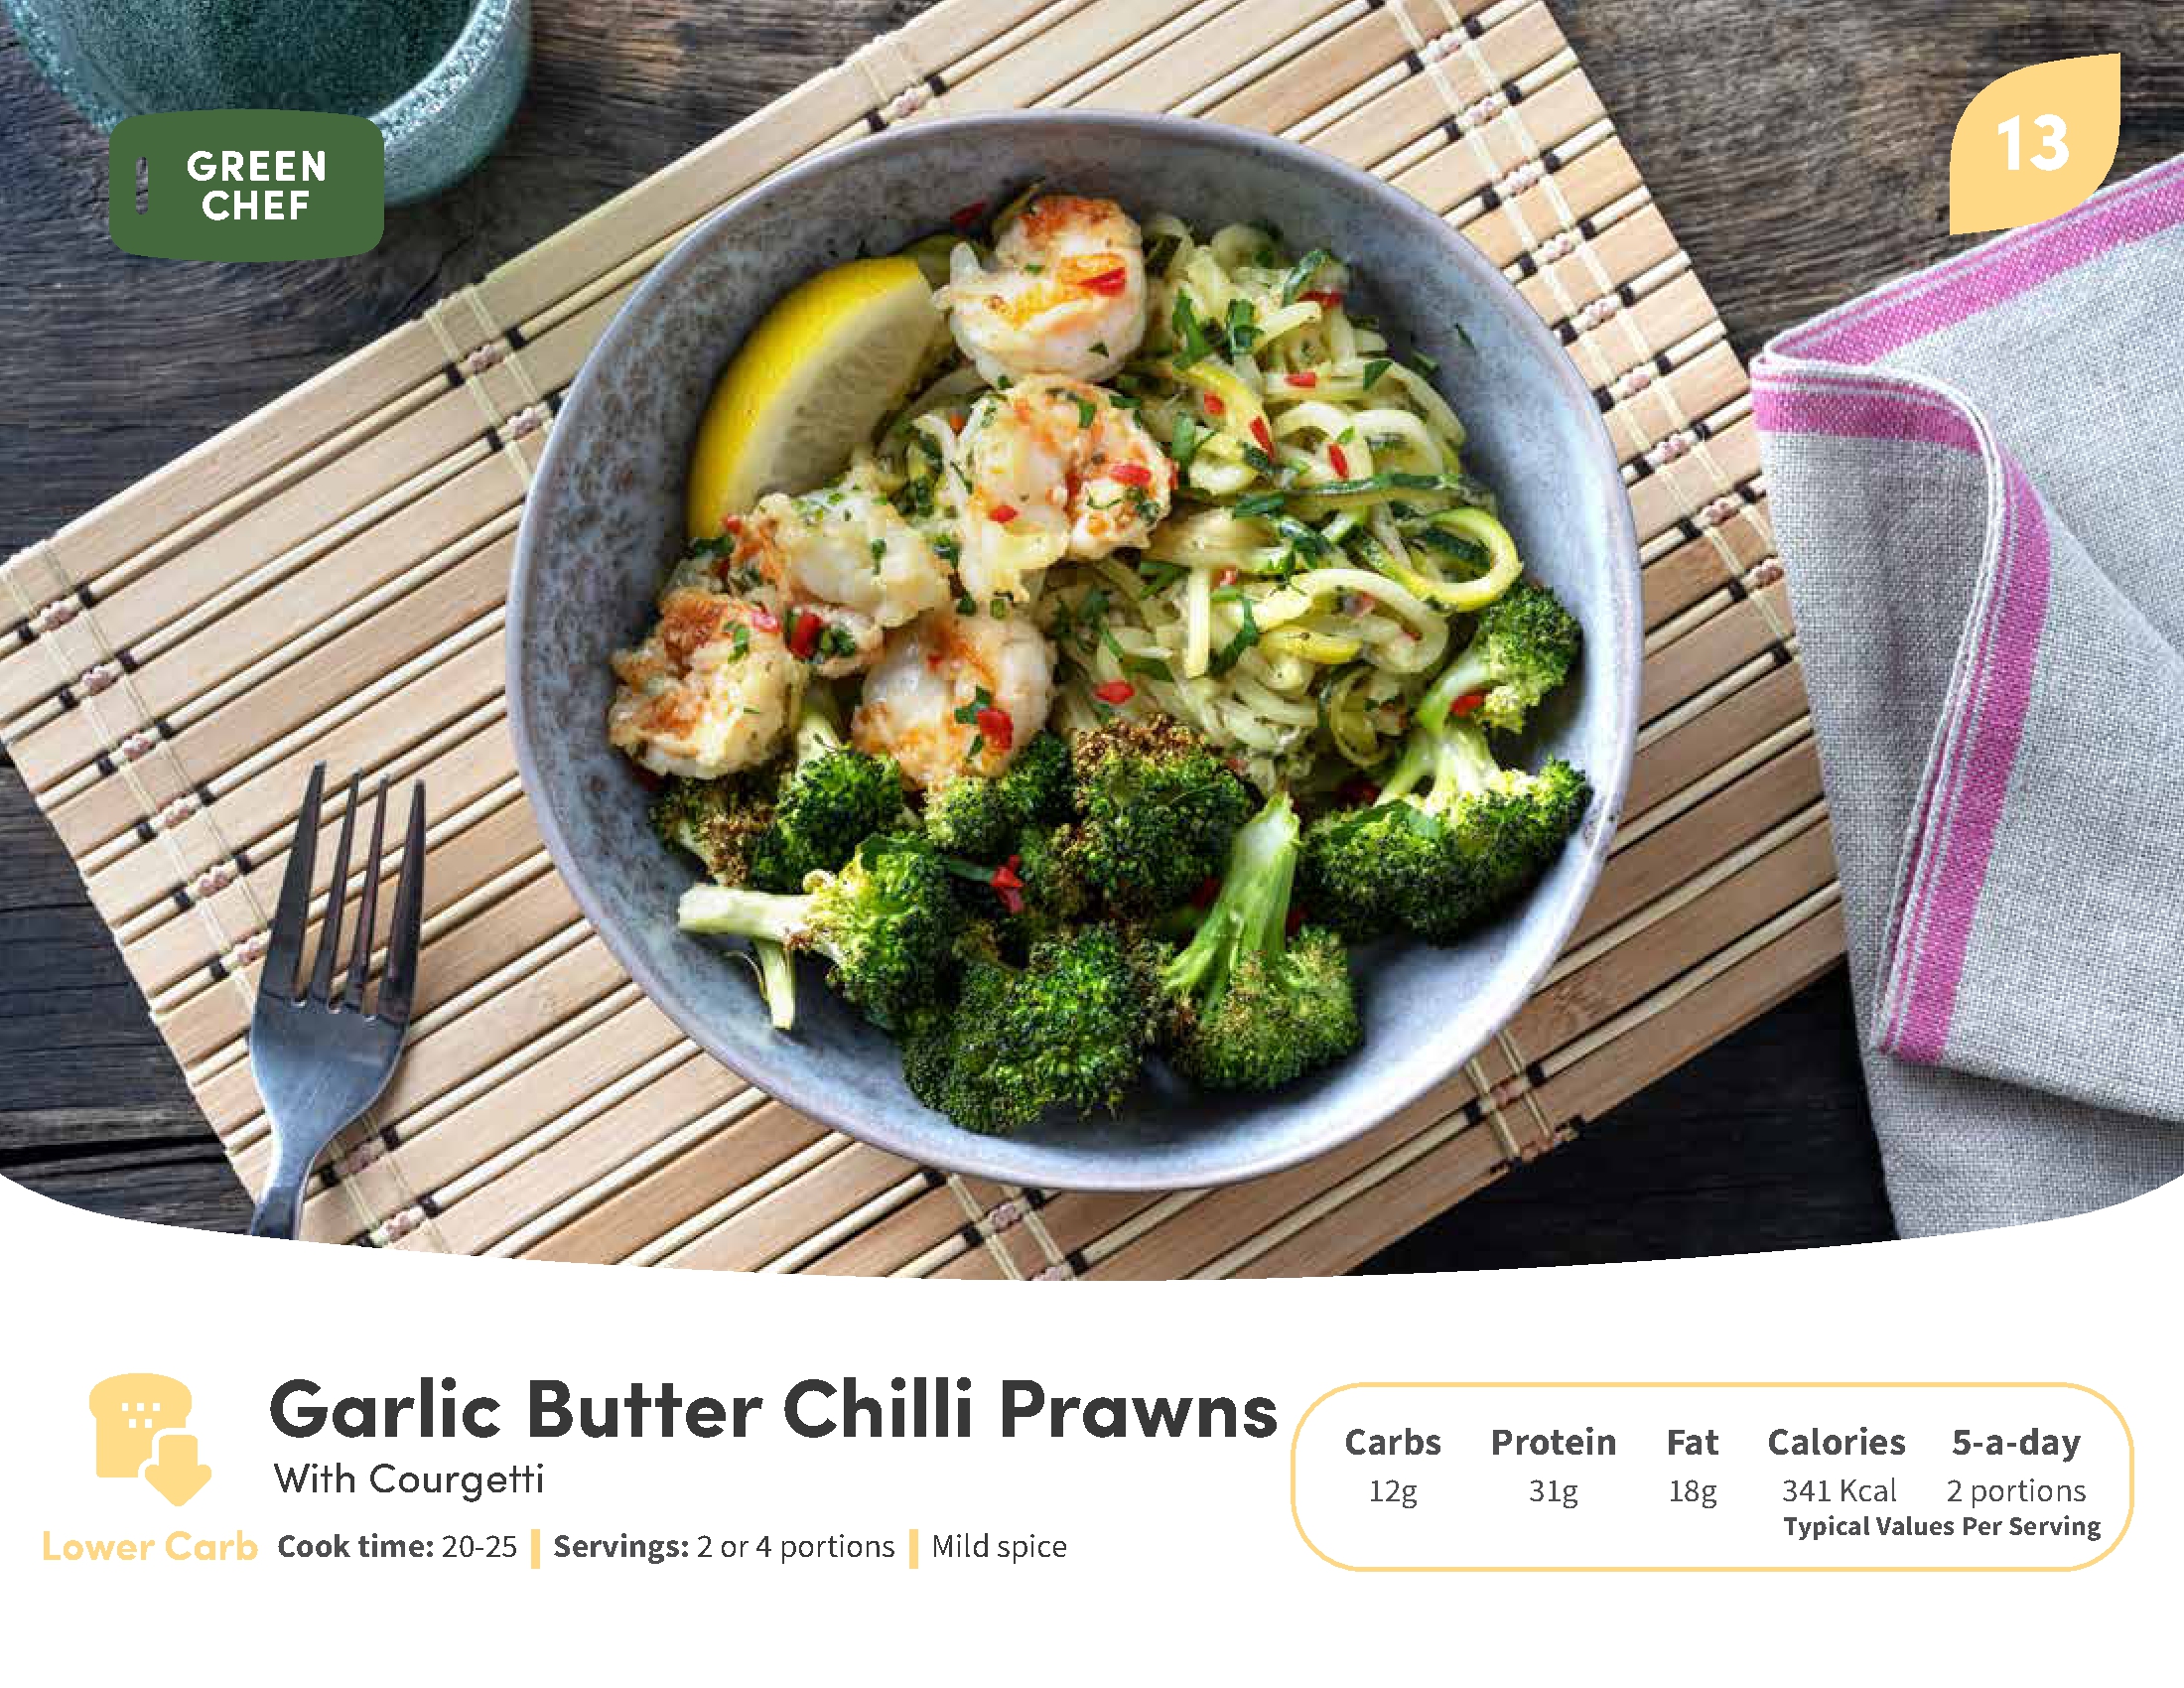 GREEN
CHEF
13
Garlic Butter Chilli Prawns
With Courgetti
Lower Carb
Cook time: 20-25 | Servings: 2 or 4 portions | Mild spice
Carbs Protein Fat Calories 5-a-day
12g 31g 18g 341 Kcal 2 portions
Typical Values Per Serving